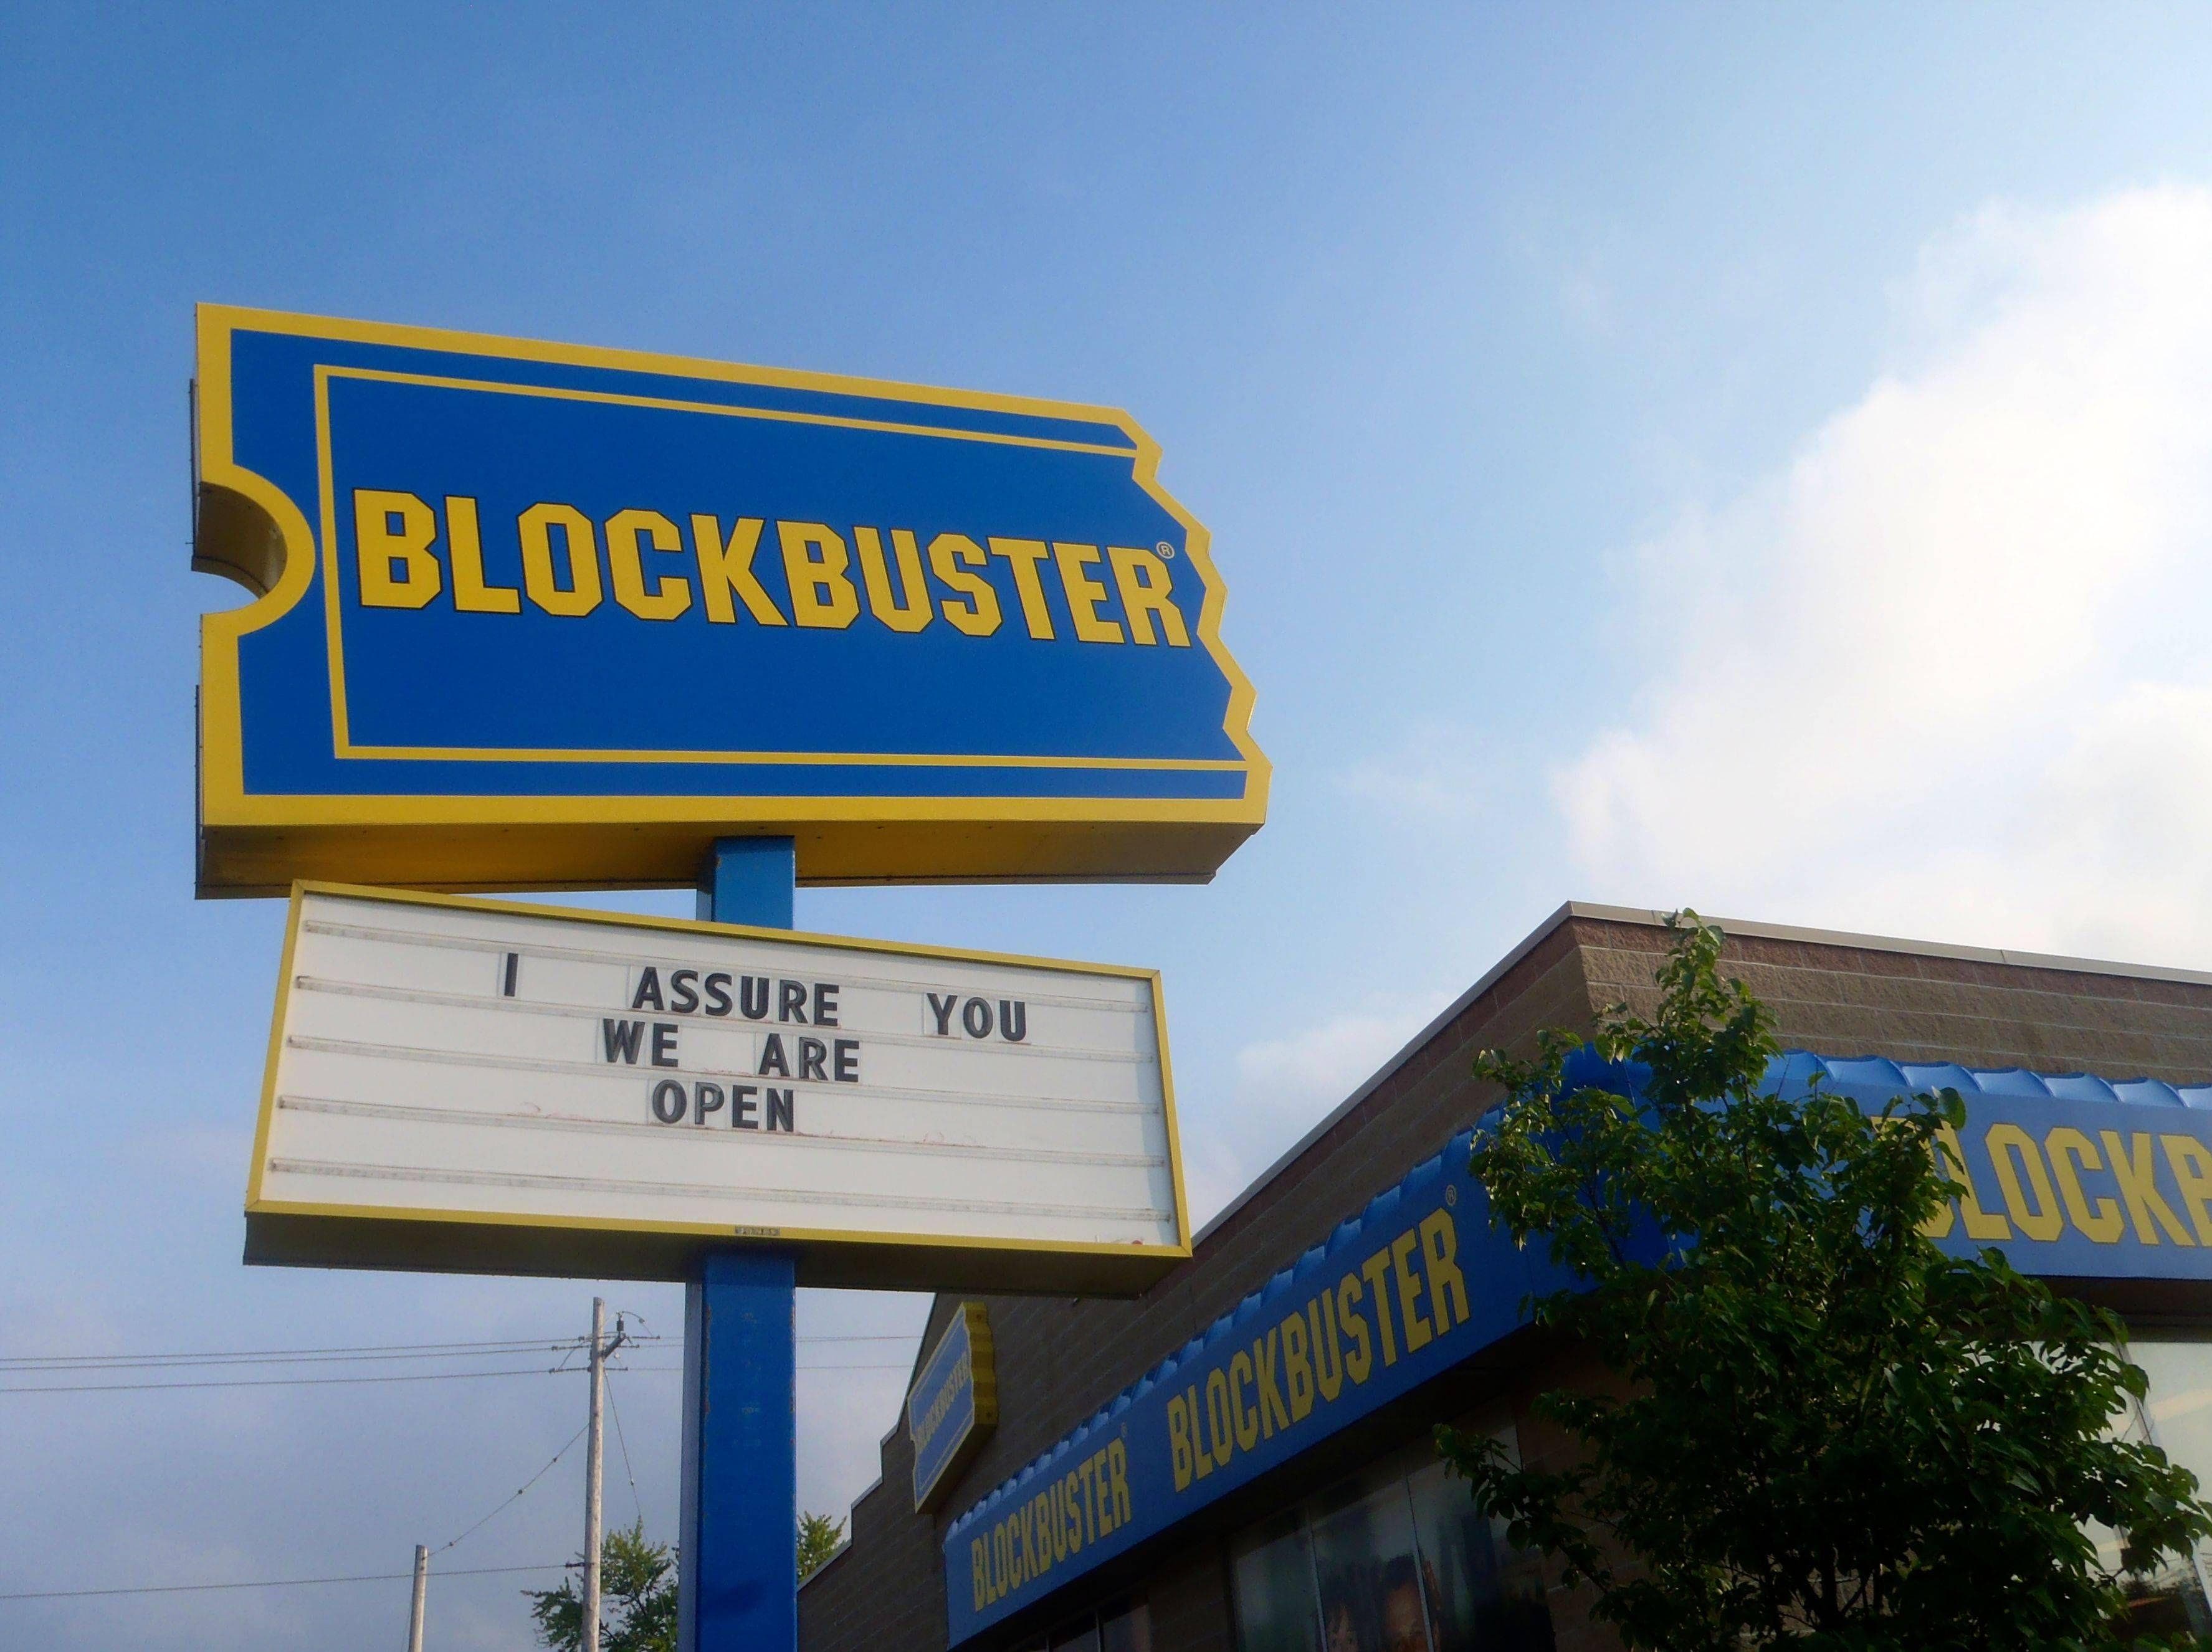 BLOCKBUSTER®
I ASSURE YOU
WE ARE
OPEN
BLOCKBUSTER
BLOCKBUSTER
BLOCKBUSTER®